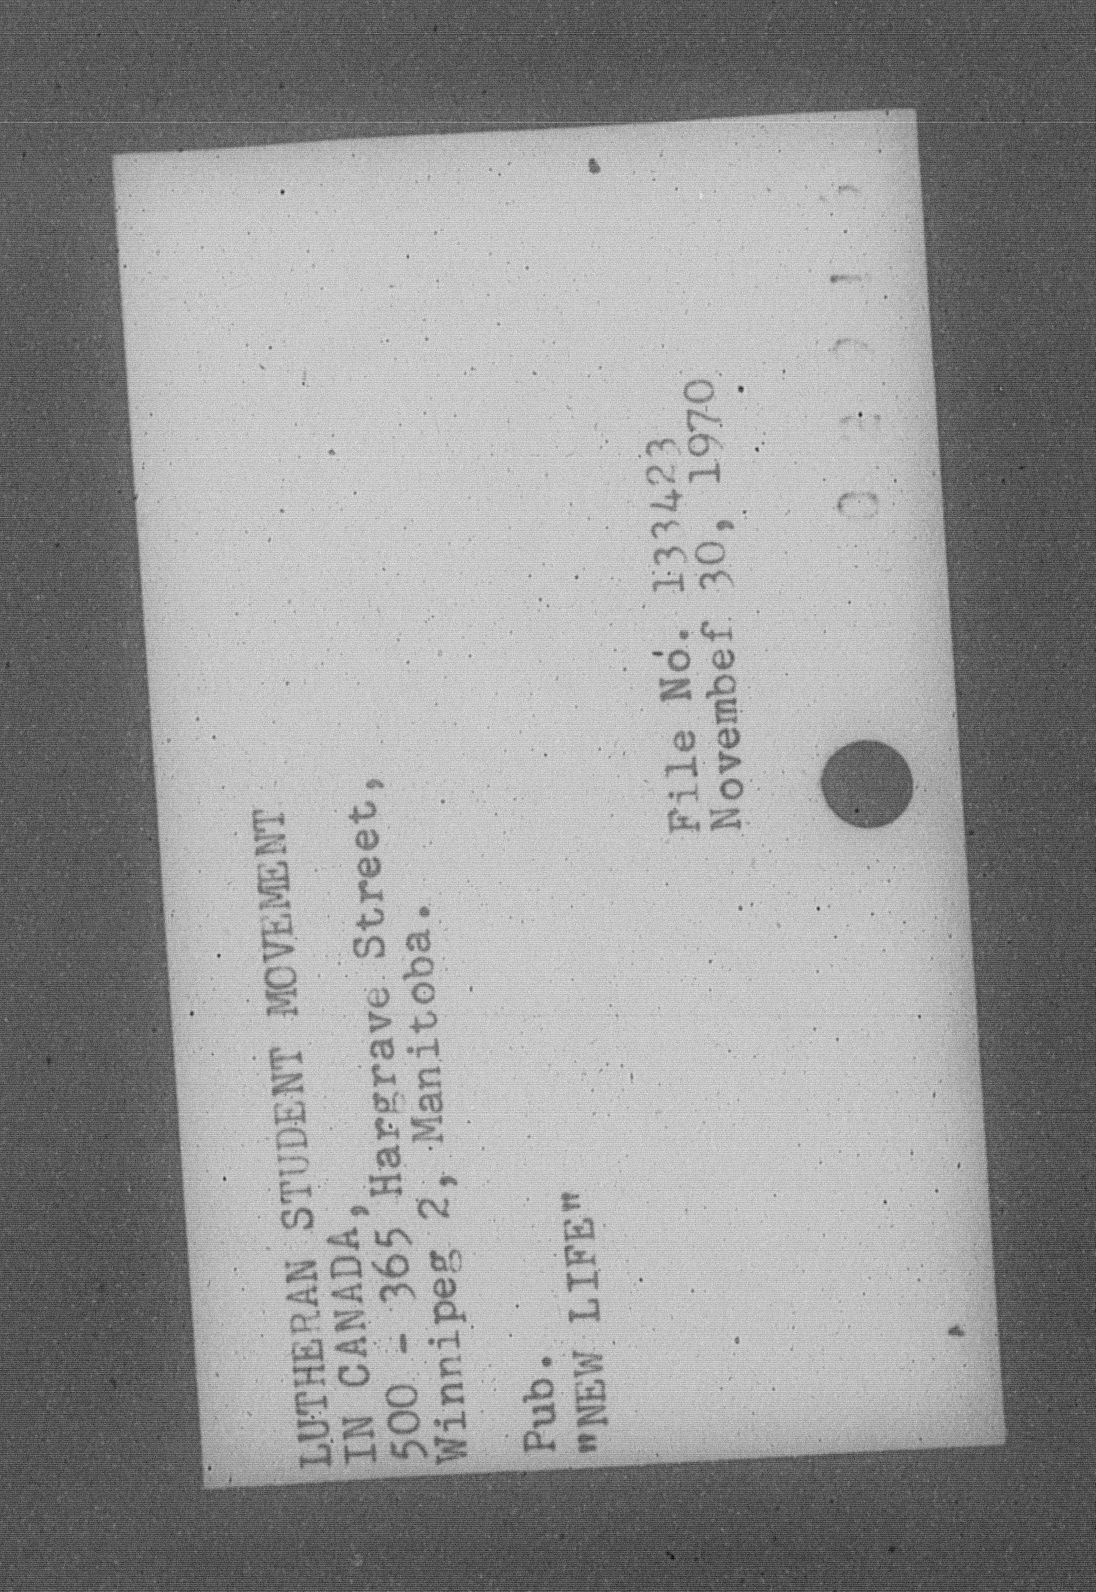 LUTHERAN STUDENT MOVEMENT
IN CANADA,
500 - 365 Hargrave Street,
Winnipeg 2, Manitoba.
Pub.
"NEW LIFE"
File No. 133423
November 30, 1970